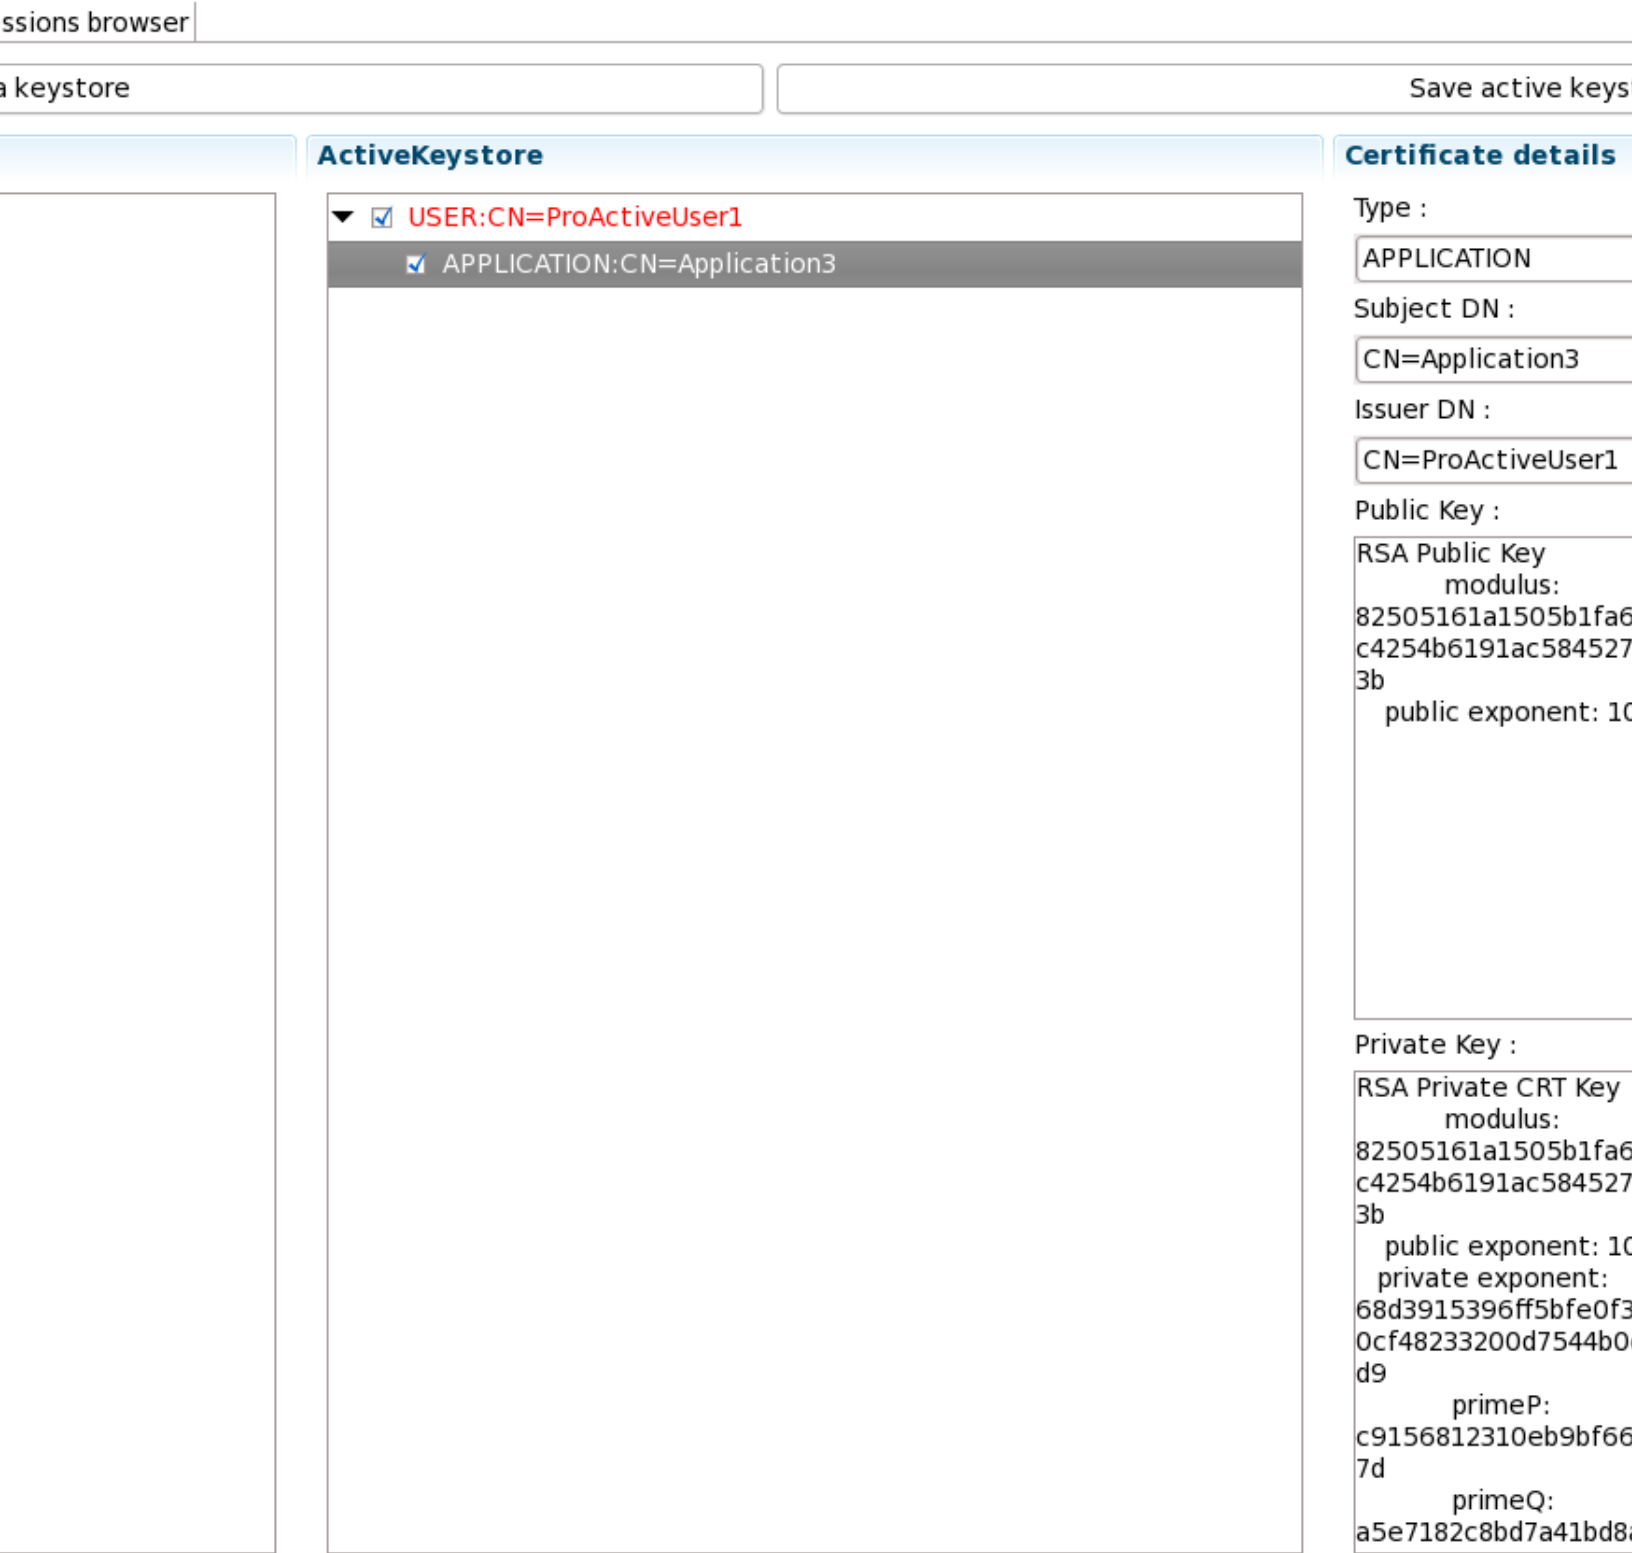 ssions browser
a keystore
Save active keys
ActiveKeystore
Certificate details
USER:CN=ProActiveUser1
APPLICATION:CN=Application3
Type :
APPLICATION
Subject DN :
CN=Application3
Issuer DN :
CN=ProActiveUser1
Public Key :
RSA Public Key
modulus:
82505161a1505b1fa6
c4254b6191ac584527
3b
public exponent: 10
Private Key :
RSA Private CRT Key
modulus:
82505161a1505b1fa6
c4254b6191ac584527
3b
public exponent: 10
private exponent:
68d3915396ff5bfe0f3
0cf48233200d7544b0
d9
primeP:
c9156812310eb9bf66
7d
primeQ:
a5e7182c8bd7a41bd8